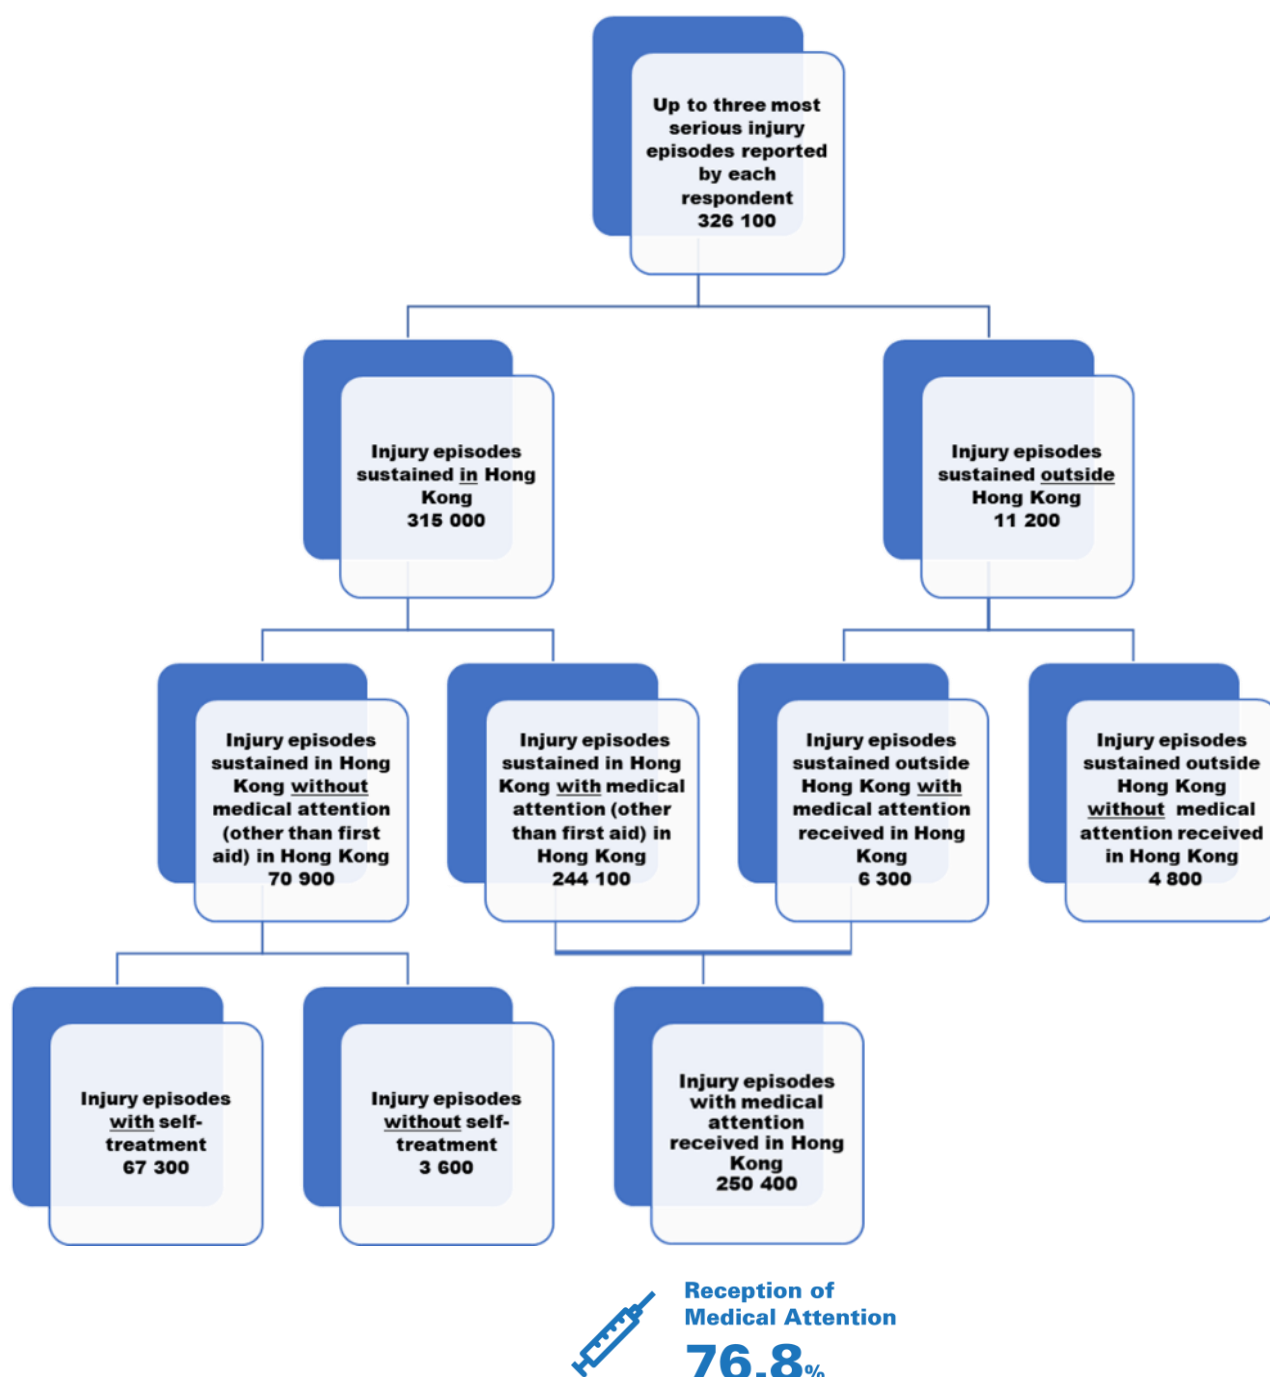 Up to three most
serious injury
episodes reported
by each
respondent
326 100
Injury episodes
sustained in Hong
Kong
315 000
Injury episodes
sustained outside
Hong Kong
11 200
Injury episodes
sustained in Hong
Kong without
medical attention
(other than first
aid) in Hong Kong
70 900
Injury episodes
sustained in Hong
Kong with medical
attention (other
than first aid) in
Hong Kong
244 100
Injury episodes
sustained outside
Hong Kong with
medical attention
received in Hong
Kong
6 300
Injury episodes
sustained outside
Hong Kong
without medical
attention received
in Hong Kong
4 800
Injury episodes
with self-
treatment
67 300
Injury episodes
without self-
treatment
3 600
Injury episodes
with medical
attention
received in Hong
Kong
250 400
Reception of
Medical Attention
76.8%